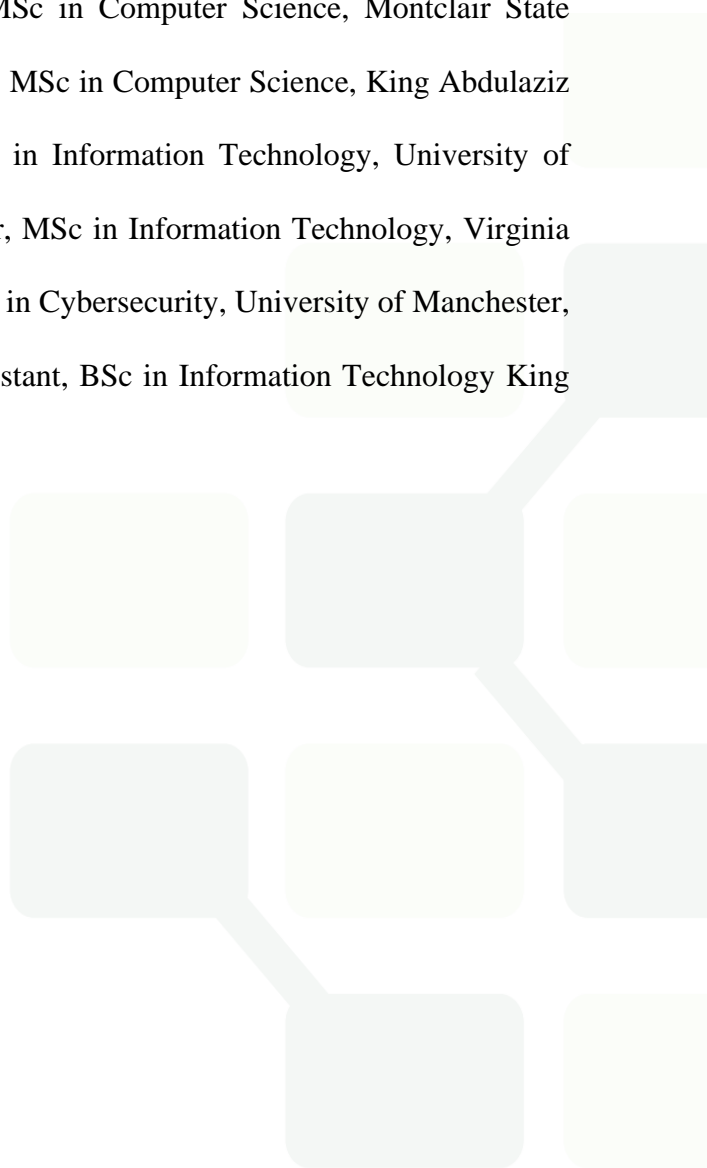 MSc in Computer Science, Montclair State
MSc in Computer Science, King Abdulaziz
in Information Technology, University of
, MSc in Information Technology, Virginia
in Cybersecurity, University of Manchester,
stant, BSc in Information Technology King